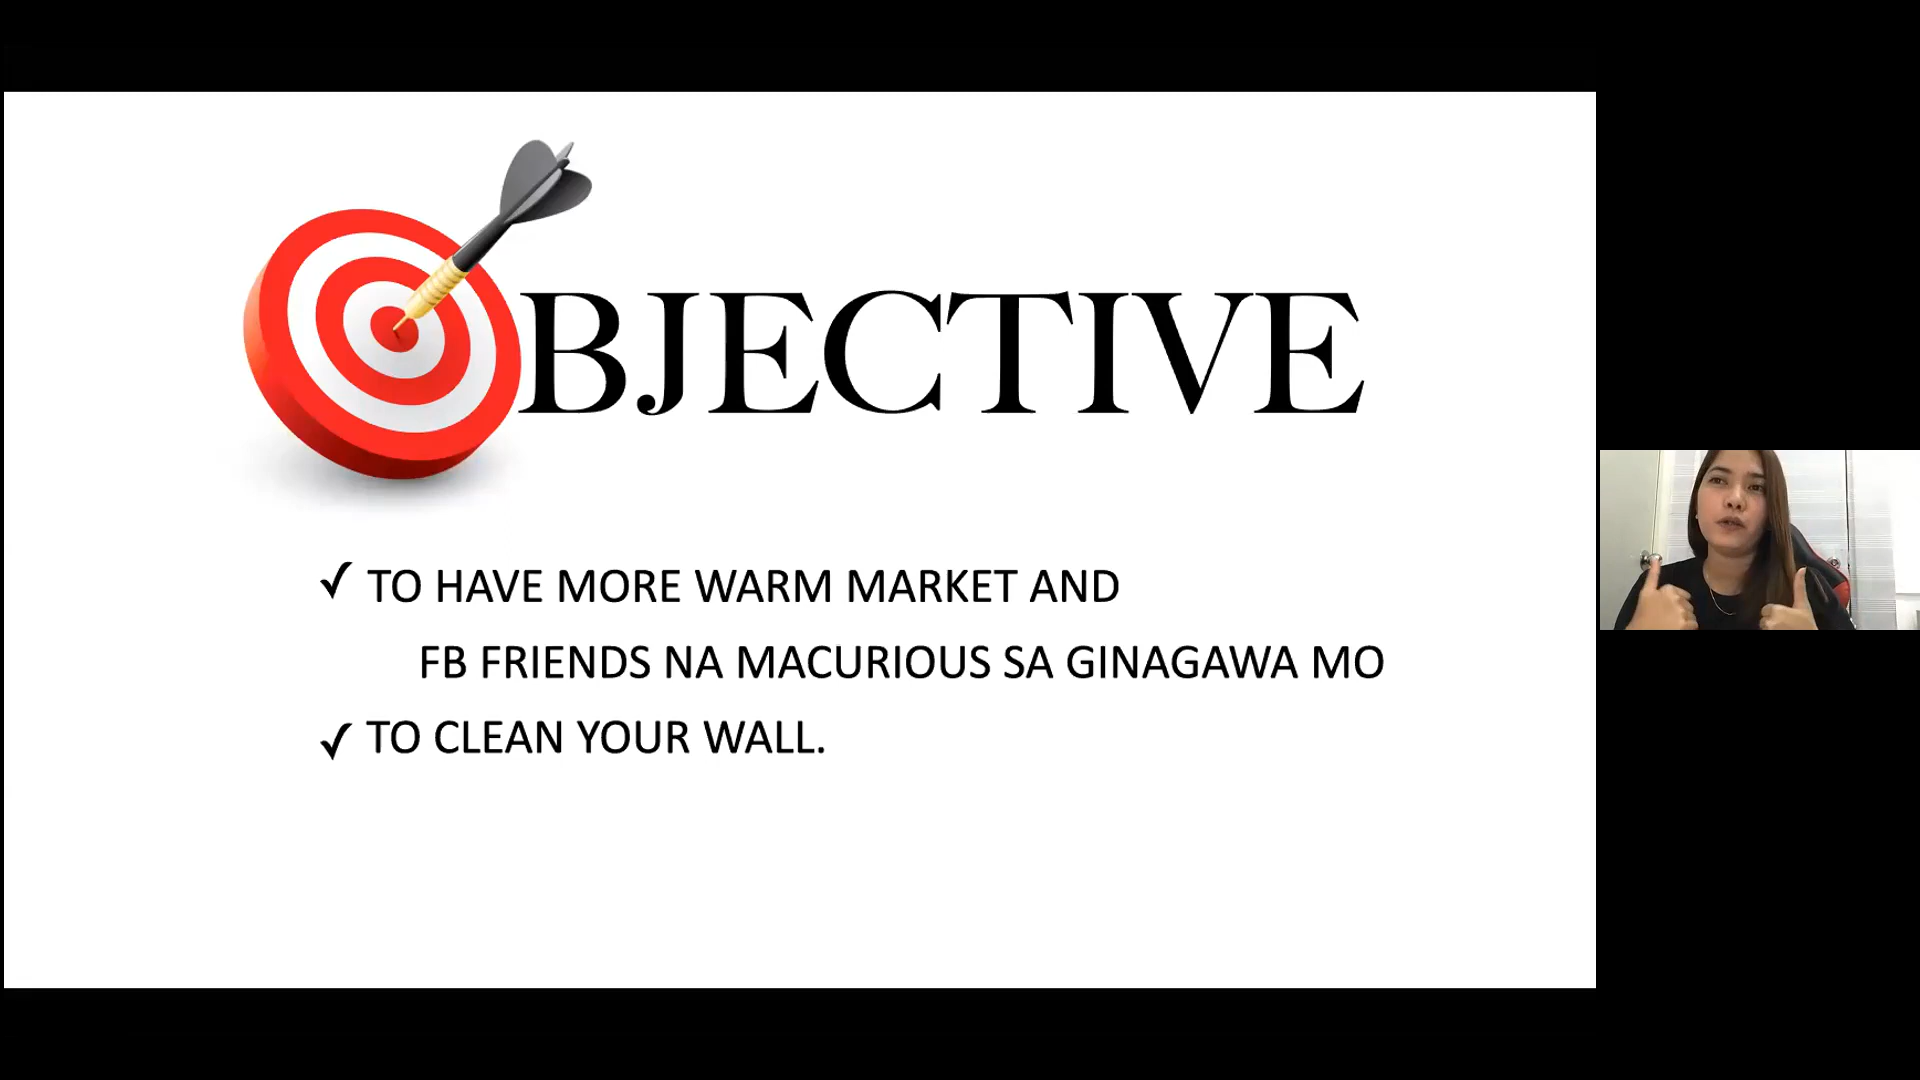 OBJECTIVE
✓ TO HAVE MORE WARM MARKET AND
FB FRIENDS NA MACURIOUS SA GINAGAWA MO
✓ TO CLEAN YOUR WALL.